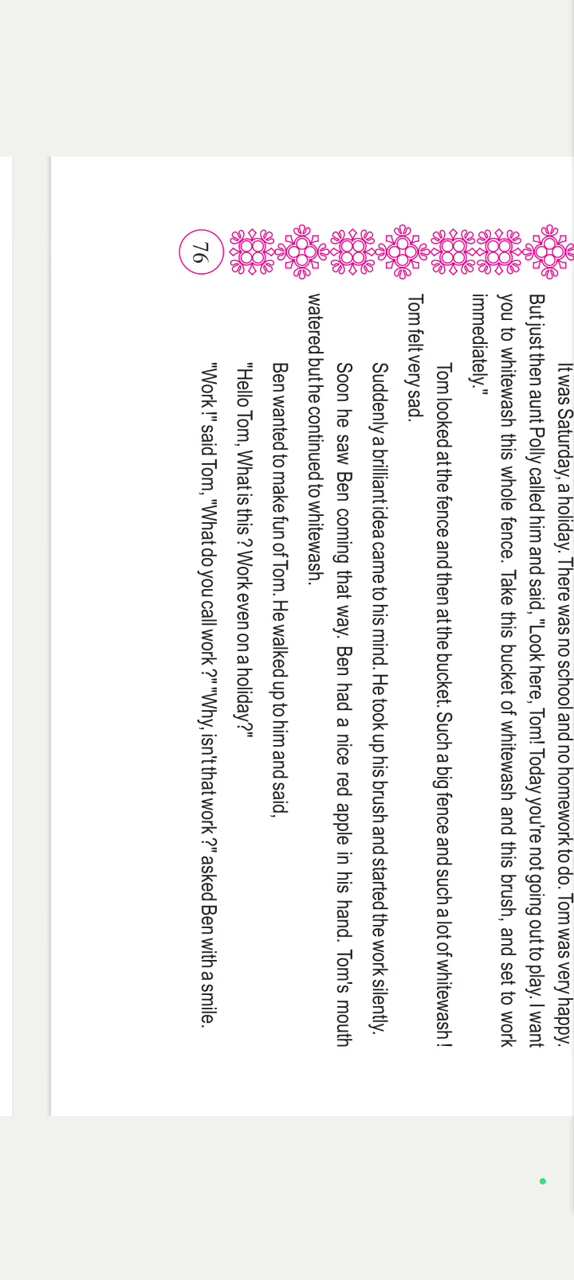 It was Saturday, a holiday. There was no school and no homework to do. Tom was very happy.
But just then aunt Polly called him and said, "Look here, Tom! Today you're not going out to play. I want
you to whitewash this whole fence. Take this bucket of whitewash and this brush, and set to work
immediately."
Tom looked at the fence and then at the bucket. Such a big fence and such a lot of whitewash !
Tom felt very sad.
Suddenly a brilliant idea came to his mind. He took up his brush and started the work silently.
Soon he saw Ben coming that way. Ben had a nice red apple in his hand. Tom's mouth
watered but he continued to whitewash.
Ben wanted to make fun of Tom. He walked up to him and said,
"Hello Tom, What is this ? Work even on a holiday?"
"Work !" said Tom, "What do you call work ?" "Why, isn't that work ?" asked Ben with a smile.
76